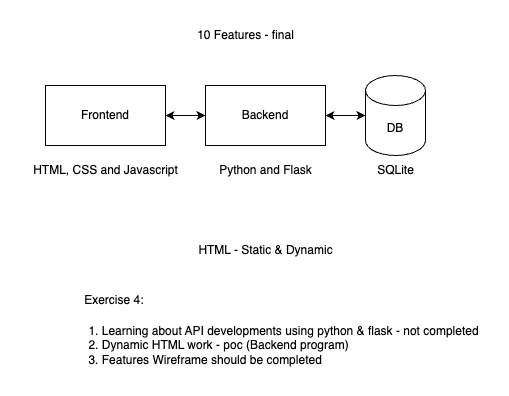 10 Features - final
Frontend
Backend
DB
HTML, CSS and Javascript
Python and Flask
SQLite
HTML - Static & Dynamic
Exercise 4:
1. Learning about API developments using python & flask - not completed
2. Dynamic HTML work - poc (Backend program)
3. Features Wireframe should be completed